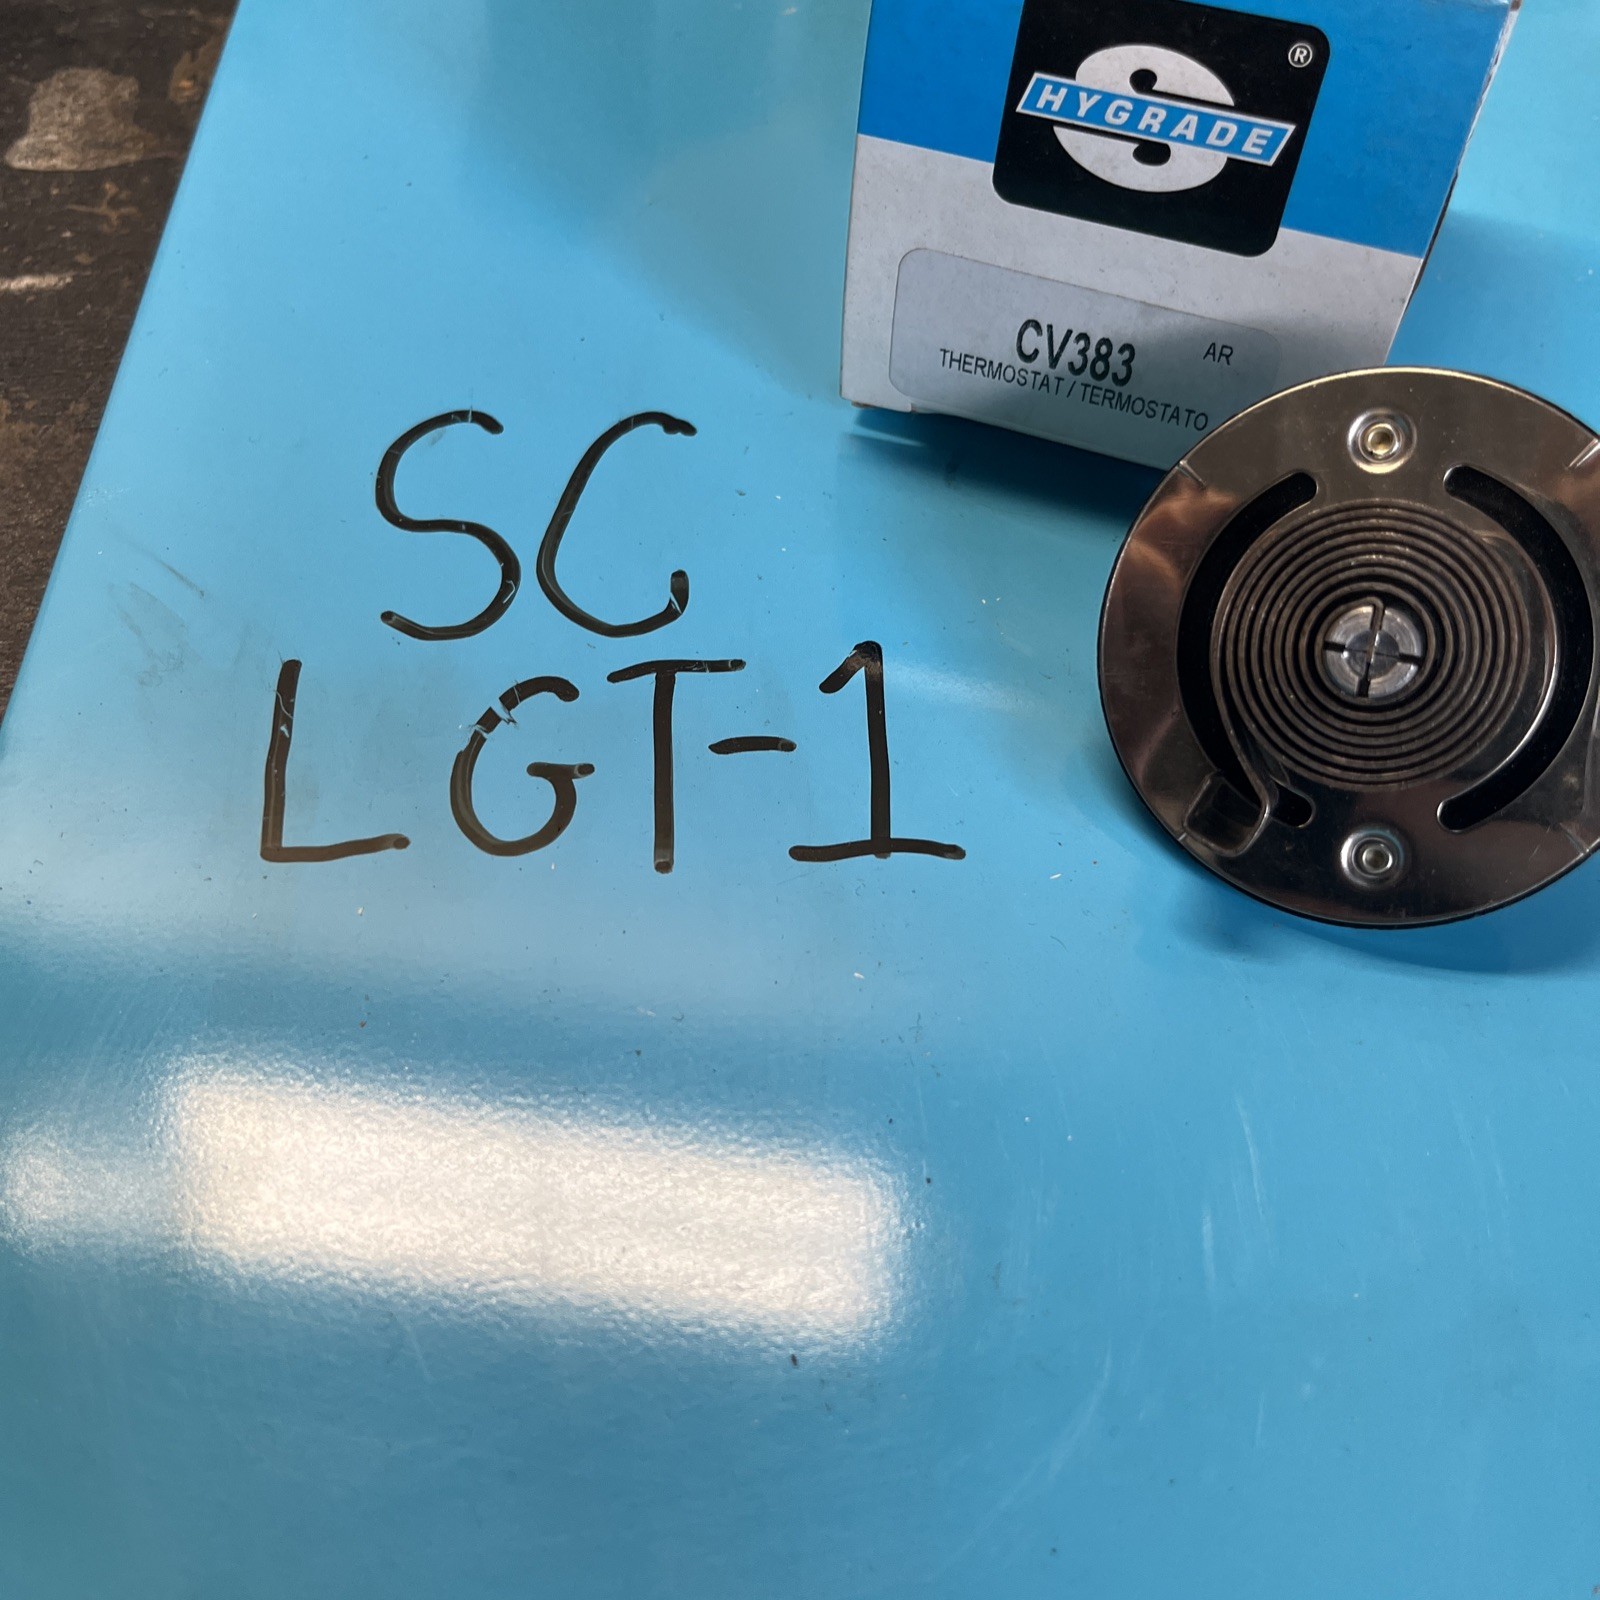 S
HYGRADE
®
CV383 AR
THERMOSTAT / TERMOSTATO
SC
LGT-1